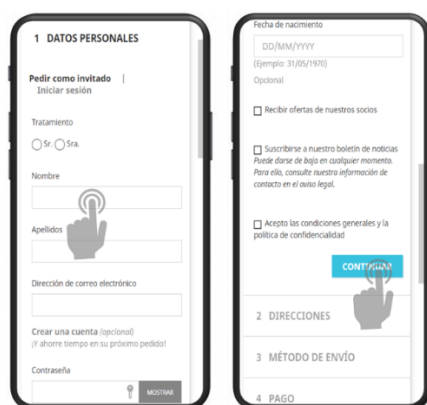 1 DATOS PERSONALES
Pedir como invitado |
Iniciar sesión
Tratamiento
Sr. Sra.
Nombre
Apellidos
Dirección de correo electrónico
Crear una cuenta (opcional)
¡Y ahorre tiempo en su próximo pedido!
Contraseña
MOSTRAR
Fecha de nacimiento
DD/MM/YYYY
(Ejemplo: 31/05/1970)
Opcional
Recibir ofertas de nuestros socios
Suscribirse a nuestro boletín de noticias
Puede darse de baja en cualquier momento.
Para ello, consulte nuestra información de
contacto en el aviso legal.
Acepto las condiciones generales y la
política de confidencialidad
CONTINUAR
2 DIRECCIONES
3 MÉTODO DE ENVÍO
4 PAGO